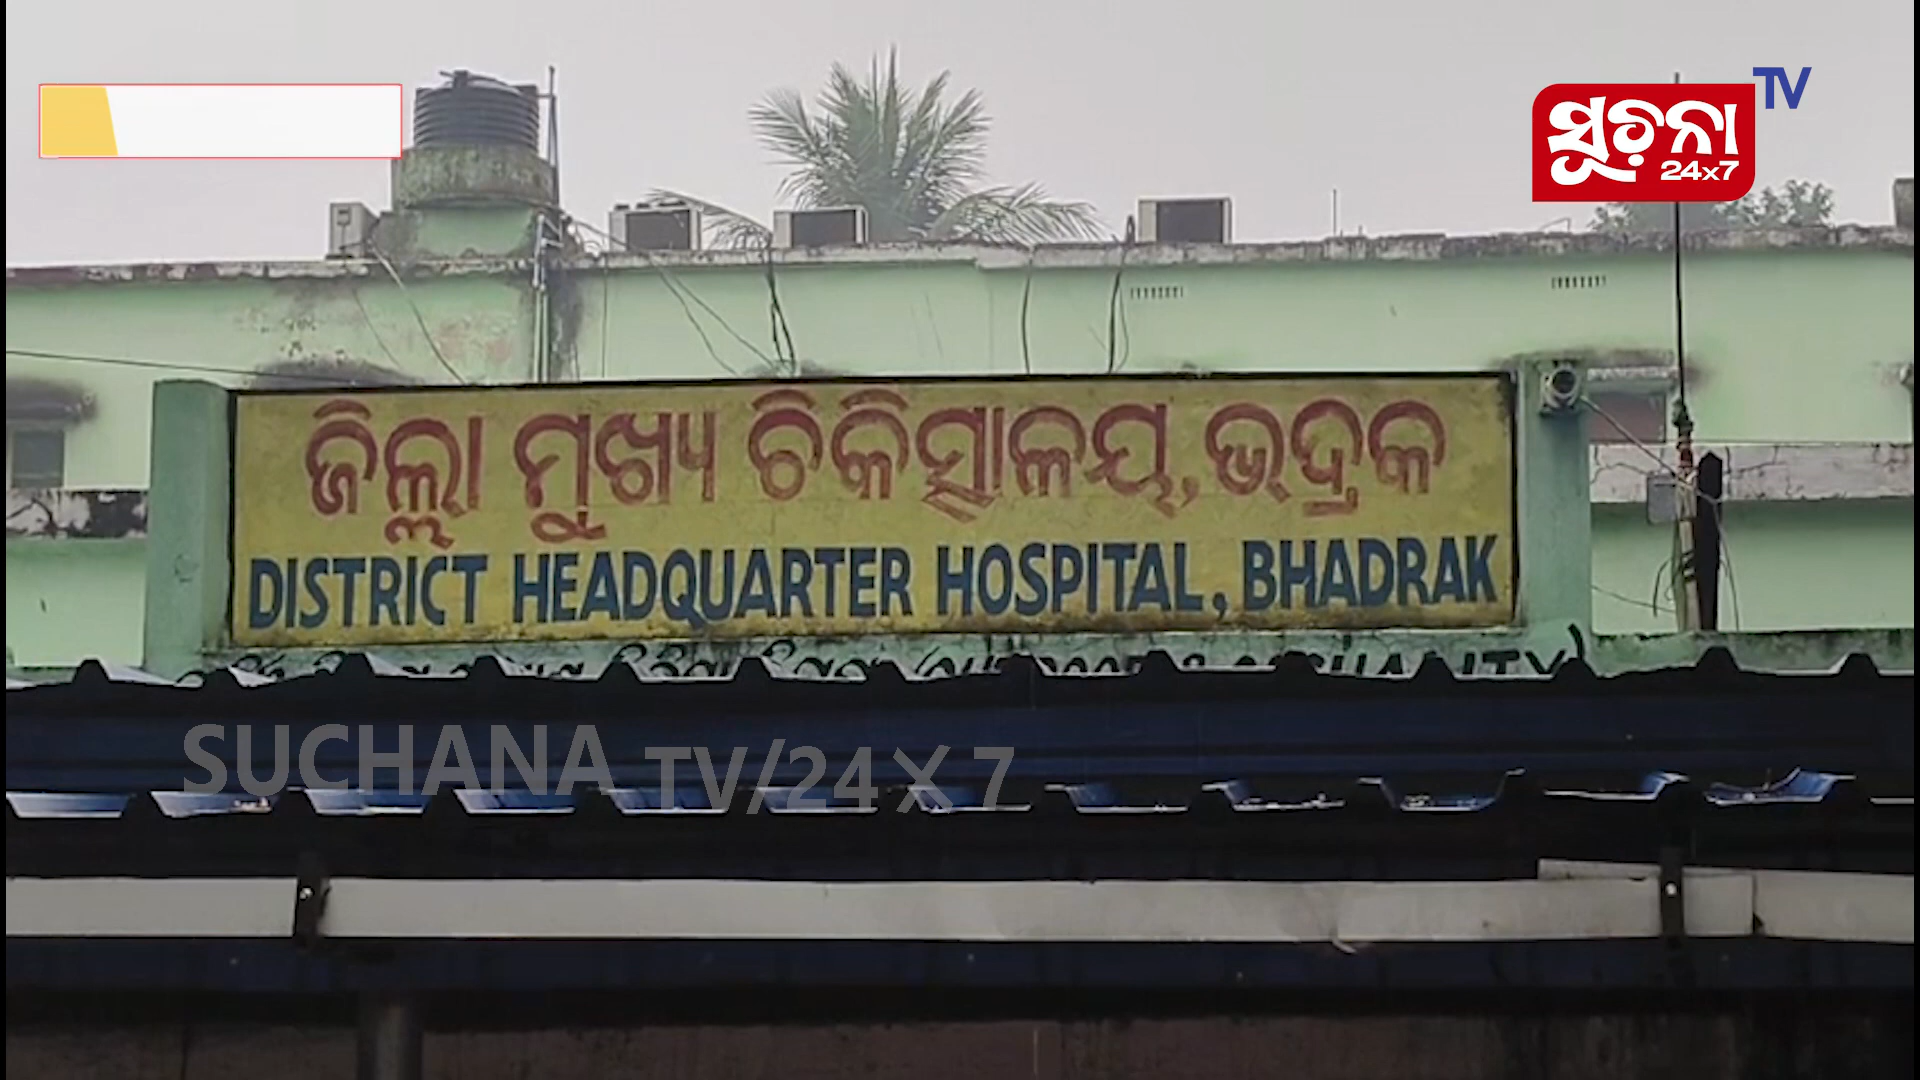 TV
ସୁଚନା
24x7
ଜିଲ୍ଲା ମୁଖ୍ୟ ଚିକିତ୍ସାଳୟ, ଭଦ୍ରକ
DISTRICT HEADQUARTER HOSPITAL, BHADRAK
SUCHANA TV/24×7